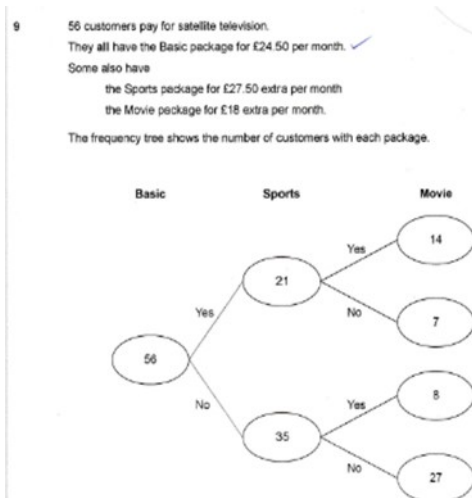 9 56 customers pay for satellite television.
They all have the Basic package for £24.50 per month.
Some also have
the Sports package for £27.50 extra per month
the Movie package for £18 extra per month.
The frequency tree shows the number of customers with each package.
Basic Sports Movie
14
Yes
21
Yes No
7
56
8
No Yes
35
No
27